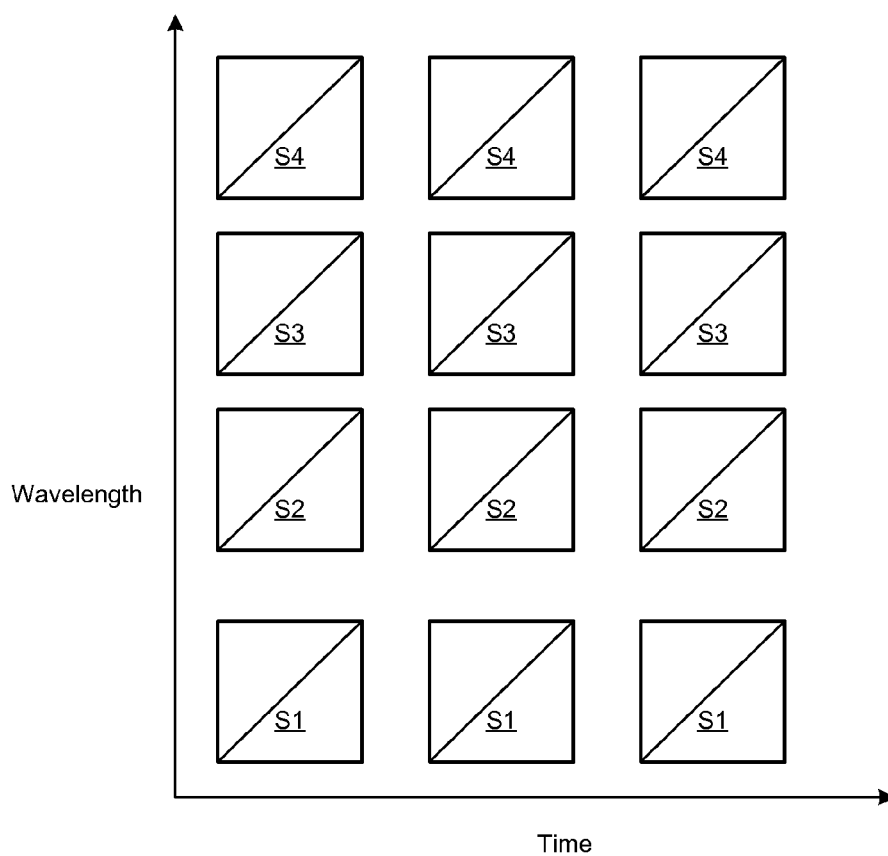 S4 S4 S4
S3 S3 S3
Wavelength
S2 S2 S2
S1 S1 S1
Time